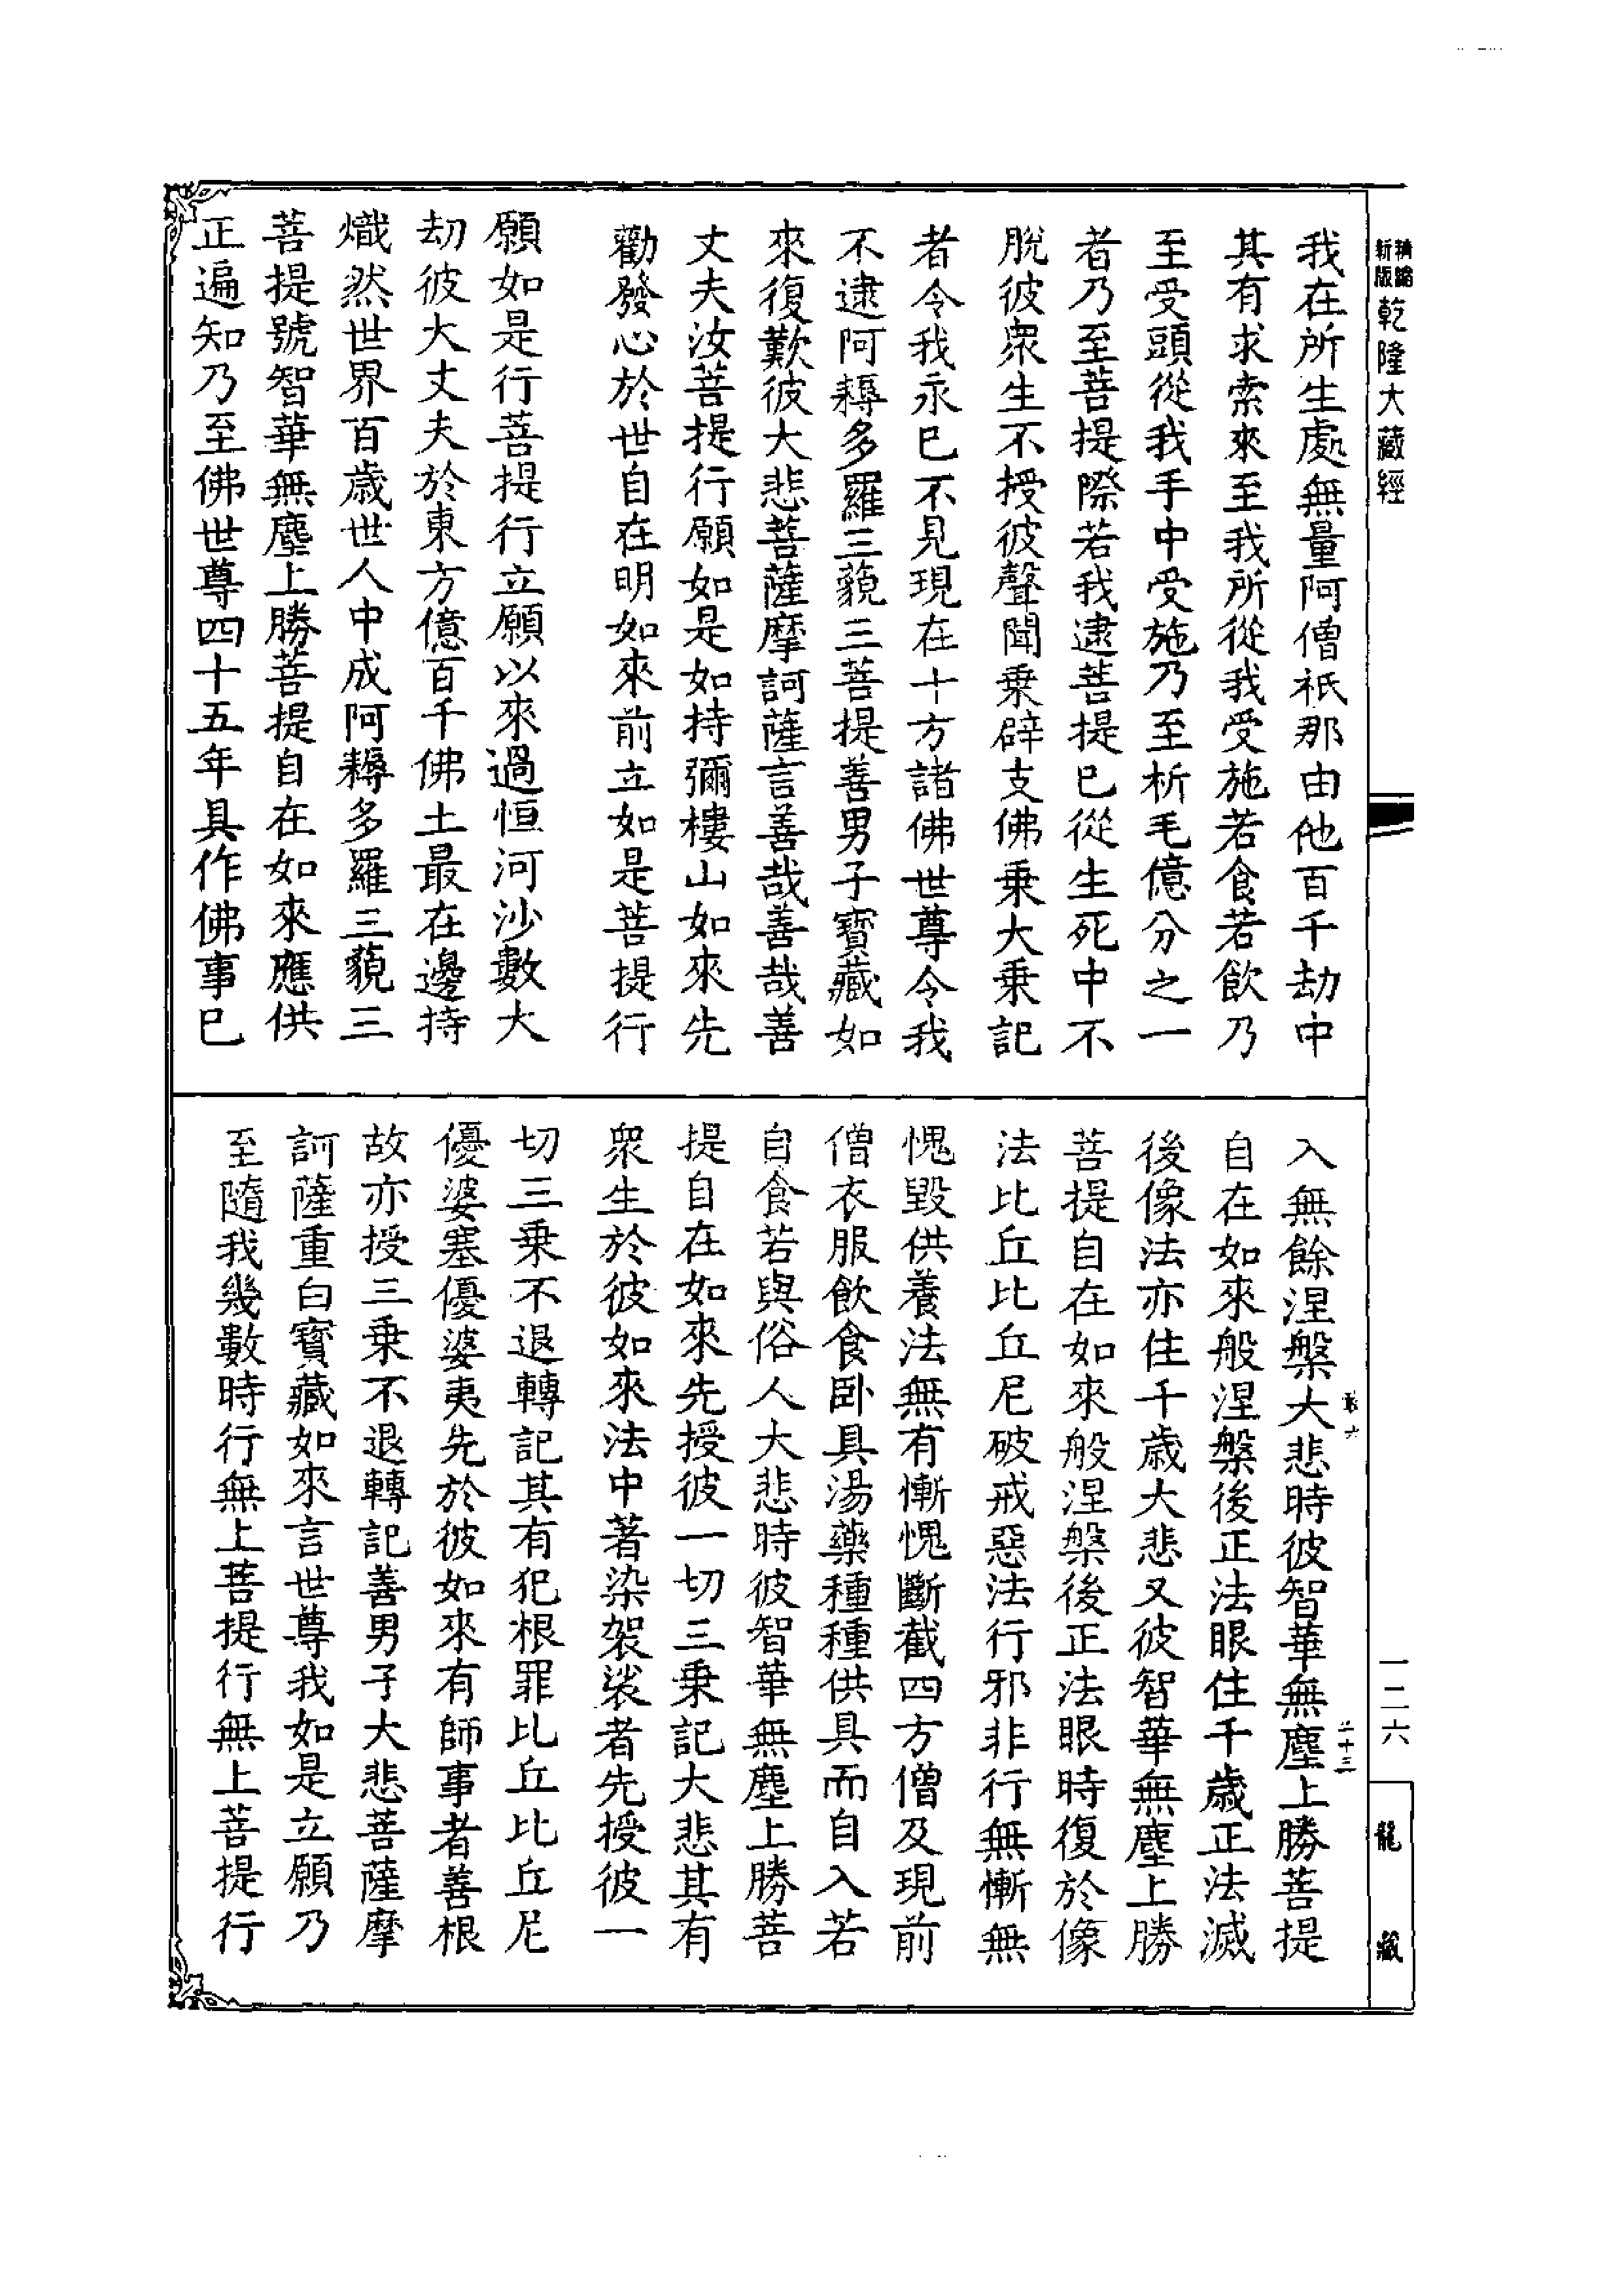 新版
精縮
乾隆大藏經
我在所生處無量阿僧祇那由他百千劫中
其有求索來至我所從我受施若食若飲乃
至受頭從我手中受施乃至析毛億分之一
者乃至菩提際若我逮菩提已從生死中不
脫彼衆生不授彼聲聞乗辟支佛乗大乗記
者令我永已不見現在十方諸佛世尊令我
不逮阿耨多羅三藐三菩提善男子寶藏如
來復歎彼大悲菩薩摩訶薩言善哉善哉善
丈夫汝菩提行願如是如持彌樓山如來先
勸發心於世自在明如來前立如是菩提行
願如是行菩提行立願以來過恒河沙數大
劫彼大丈夫於東方億百千佛土最在邊持
熾然世界百歳世人中成阿耨多羅三藐三
菩提號智華無塵上勝菩提自在如來應供
正遍知乃至佛世尊四十五年具作佛事已
入無餘涅槃大悲時彼智華無塵上勝菩提
自在如來般涅槃後正法眼住千歳正法滅
後像法亦住千歳大悲又彼智華無塵上勝
菩提自在如來般涅槃後正法眼時復於像
法比丘比丘尼破戒惡法行邪非行無慚無
愧毀供養法無有慚愧斷截四方僧及現前
僧衣服飲食卧具湯藥種種供具而自入若
自食若與俗人大悲時彼智華無塵上勝菩
提自在如來先授彼一切三乗記大悲其有
衆生於彼如來法中著染袈裟者先授彼一
切三乗不退轉記其有犯根罪比丘比丘尼
優婆塞優婆夷先於彼如來有師事者善根
故亦授三乗不退轉記善男子大悲菩薩摩
訶薩重白寶藏如來言世尊我如是立願乃
至隨我幾數時行無上菩提行無上菩提行
一二六
龍藏
六
二十三